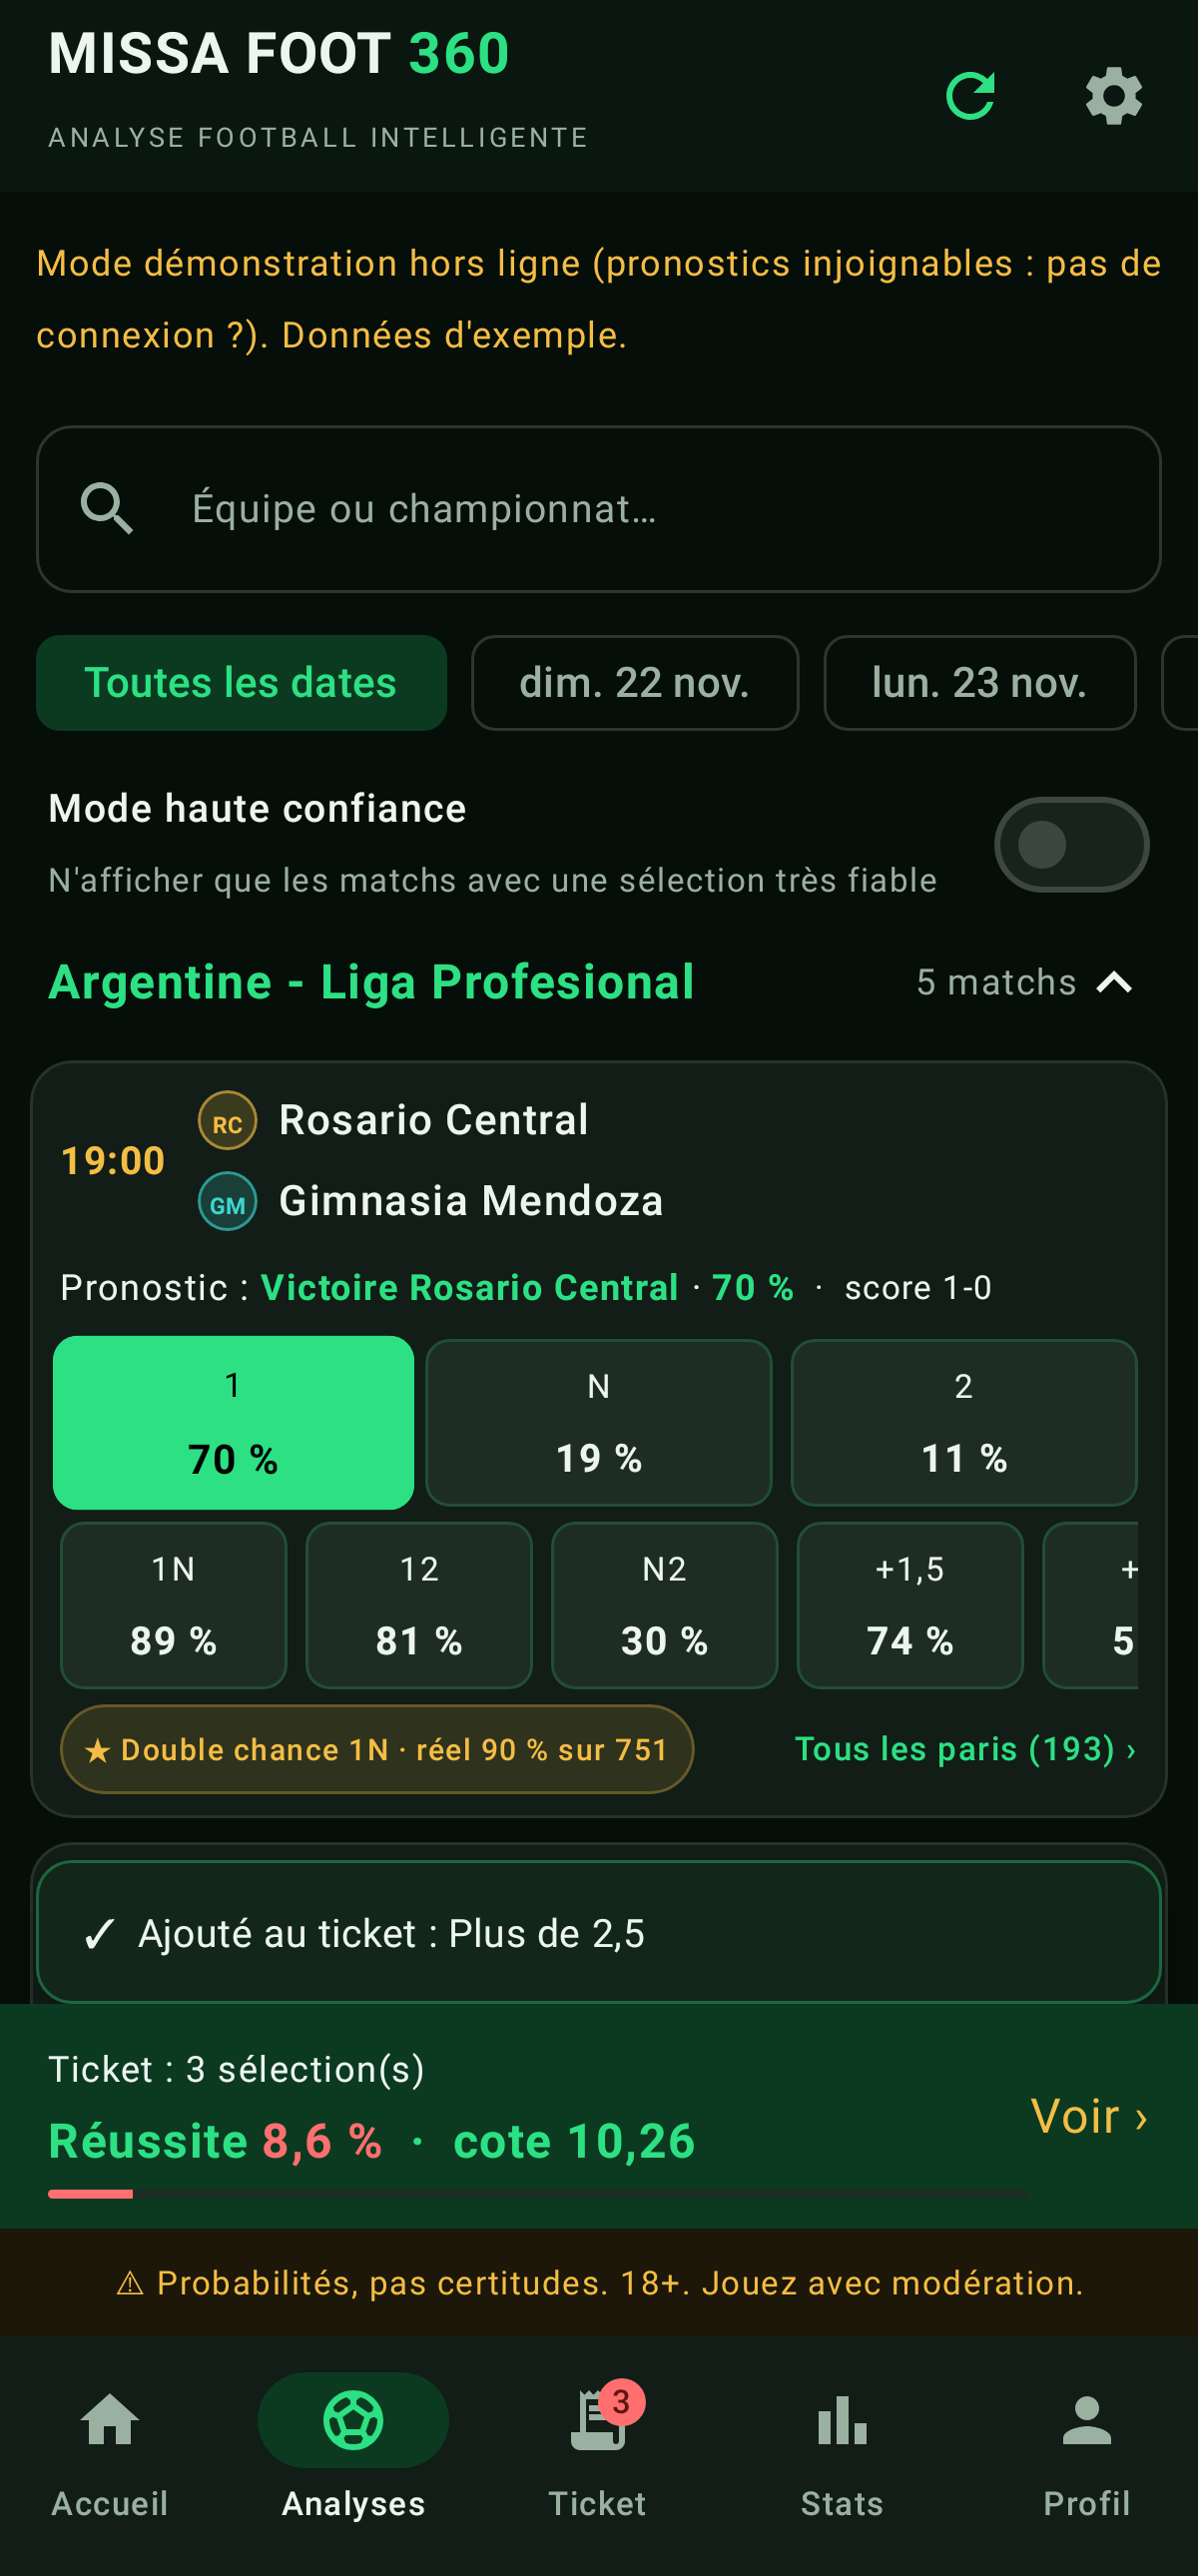 MISSA FOOT 360
ANALYSE FOOTBALL INTELLIGENTE
Mode démonstration hors ligne (pronostics injoignables : pas de
connexion ?). Données d'exemple.
Équipe ou championnat…
Toutes les dates
dim. 22 nov.
lun. 23 nov.
Mode haute confiance
N'afficher que les matchs avec une sélection très fiable
Argentine - Liga Profesional
5 matchs
19:00
RC Rosario Central
GM Gimnasia Mendoza
Pronostic : Victoire Rosario Central · 70 % · score 1-0
1 N 2
70 % 19 % 11 %
1N 12 N2 +1,5 +
89 % 81 % 30 % 74 % 5
★ Double chance 1N · réel 90 % sur 751
Tous les paris (193) ›
✓ Ajouté au ticket : Plus de 2,5
Ticket : 3 sélection(s)
Réussite 8,6 % · cote 10,26
Voir ›
⚠ Probabilités, pas certitudes. 18+. Jouez avec modération.
3
Accueil Analyses Ticket Stats Profil